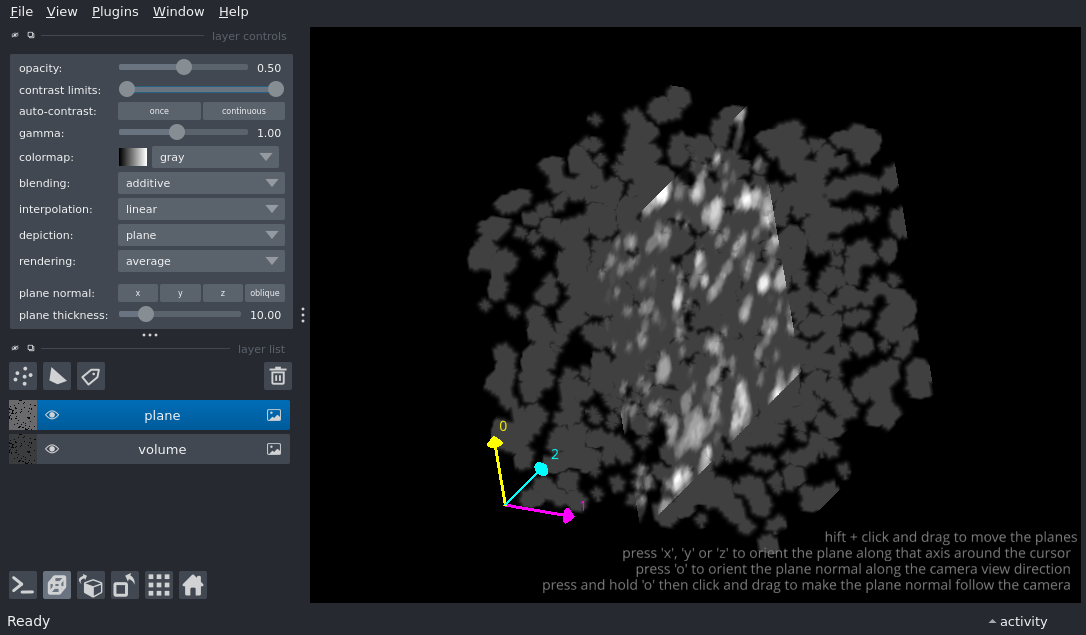 File View Plugins Window Help
layer controls
opacity: 0.50
contrast limits:
auto-contrast: once continuous
gamma: 1.00
colormap: gray
blending: additive
interpolation: linear
depiction: plane
rendering: average
plane normal: x y z oblique
plane thickness: 10.00
layer list
plane
volume
0
2
1
hift + click and drag to move the planes
press 'x', 'y' or 'z' to orient the plane along that axis around the cursor
press 'o' to orient the plane normal along the camera view direction
press and hold 'o' then click and drag to make the plane normal follow the camera
Ready activity